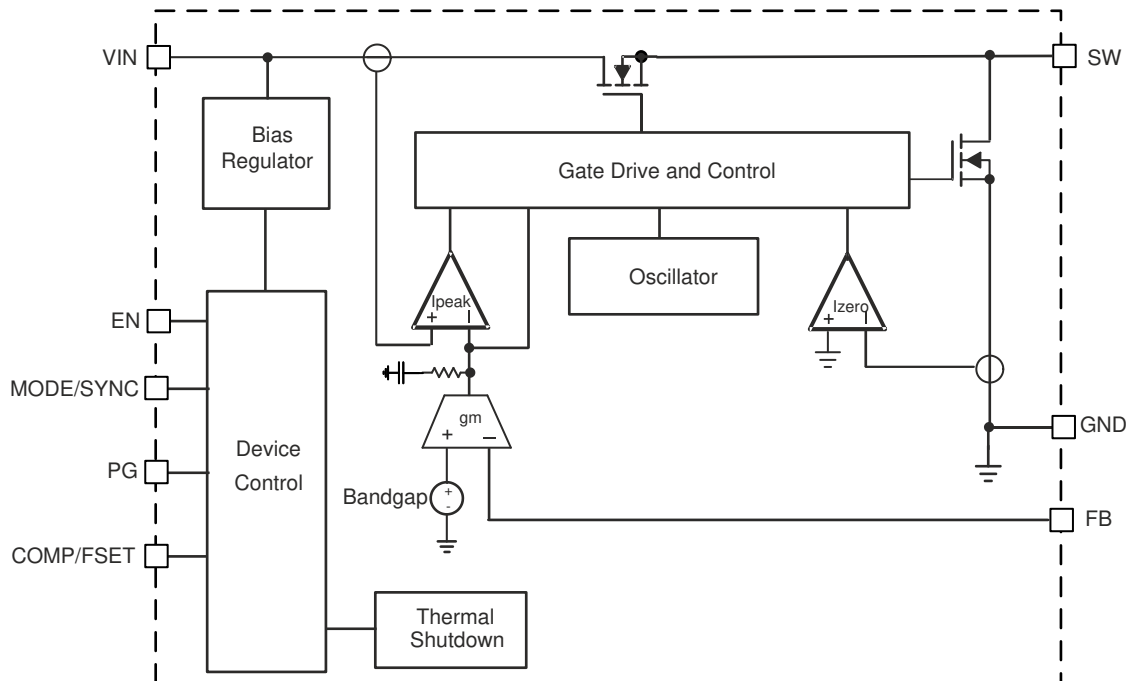 VIN
SW
Bias
Regulator
Gate Drive and Control
Oscillator
Ipeak
+ −
Izero
+ −
EN
MODE/SYNC
PG
COMP/FSET
Device
Control
gm
+ −
Bandgap
+
-
GND
FB
Thermal
Shutdown